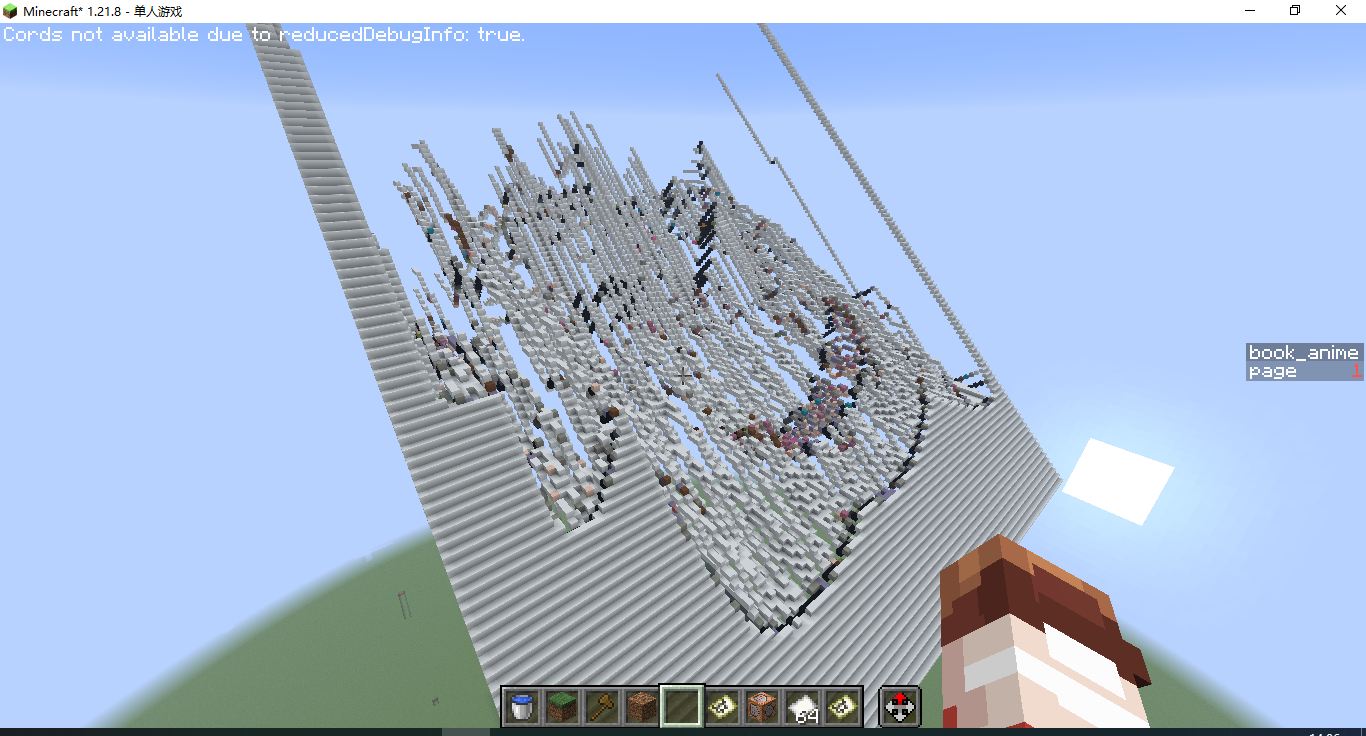 Minecraft* 1.21.8 - 单人游戏
Cords not available due to reducedDebugInfo: true.
book_anime
page 1
64